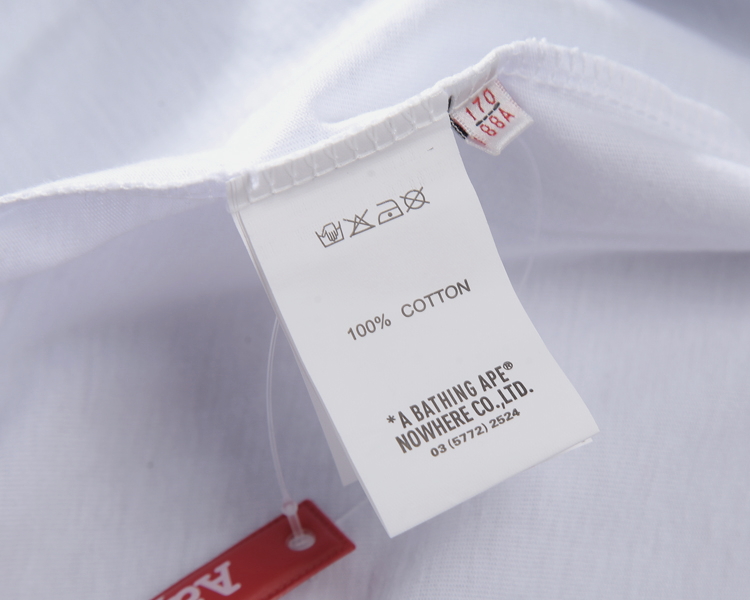 170
88A
100% COTTON
*A BATHING APE®
NOWHERE CO.,LTD.
03 (5772) 2524